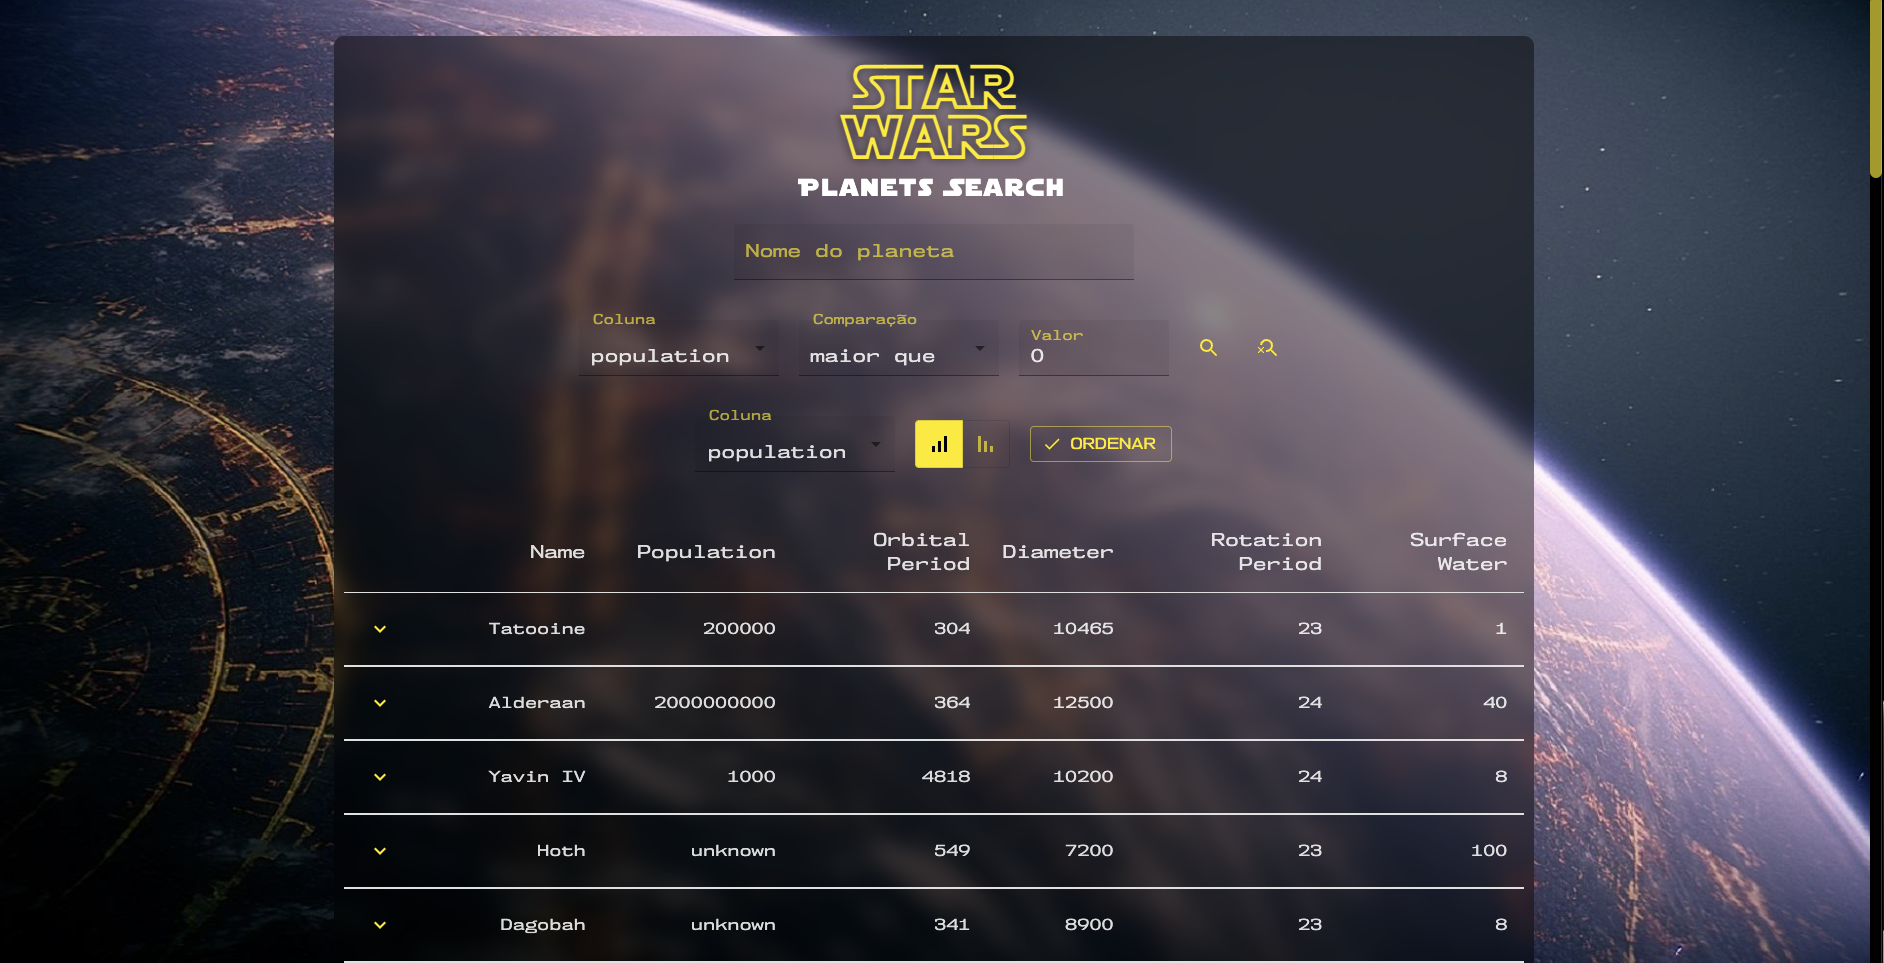 STAR
WARS
PLANETS SEARCH
Nome do planeta
Coluna Comparação Valor
population maior que 0
Coluna
population ORDENAR
Name Population Orbital Period Diameter Rotation Period Surface Water
Tatooine 200000 304 10465 23 1
Alderaan 2000000000 364 12500 24 40
Yavin IV 1000 4818 10200 24 8
Hoth unknown 549 7200 23 100
Dagobah unknown 341 8900 23 8